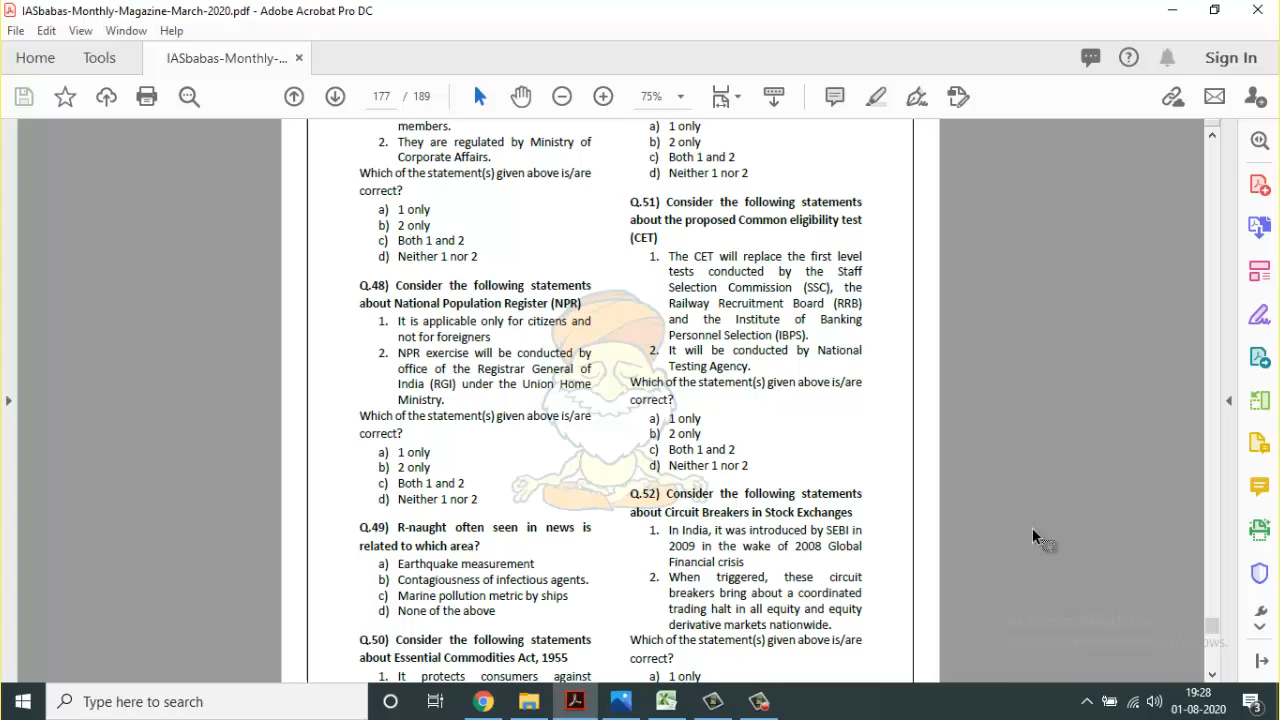 IASbabas-Monthly-Magazine-March-2020.pdf - Adobe Acrobat Pro DC
File Edit View Window Help
Home Tools IASbabas-Monthly-... × Sign In
177 / 189 75%
members.
2. They are regulated by Ministry of
Corporate Affairs.
Which of the statement(s) given above is/are
correct?
a) 1 only
b) 2 only
c) Both 1 and 2
d) Neither 1 nor 2
Q.48) Consider the following statements
about National Population Register (NPR)
1. It is applicable only for citizens and
not for foreigners
2. NPR exercise will be conducted by
office of the Registrar General of
India (RGI) under the Union Home
Ministry.
Which of the statement(s) given above is/are
correct?
a) 1 only
b) 2 only
c) Both 1 and 2
d) Neither 1 nor 2
Q.49) R-naught often seen in news is
related to which area?
a) Earthquake measurement
b) Contagiousness of infectious agents.
c) Marine pollution metric by ships
d) None of the above
Q.50) Consider the following statements
about Essential Commodities Act, 1955
1. It protects consumers against
a) 1 only
b) 2 only
c) Both 1 and 2
d) Neither 1 nor 2
Q.51) Consider the following statements
about the proposed Common eligibility test
(CET)
1. The CET will replace the first level
tests conducted by the Staff
Selection Commission (SSC), the
Railway Recruitment Board (RRB)
and the Institute of Banking
Personnel Selection (IBPS).
2. It will be conducted by National
Testing Agency.
Which of the statement(s) given above is/are
correct?
a) 1 only
b) 2 only
c) Both 1 and 2
d) Neither 1 nor 2
Q.52) Consider the following statements
about Circuit Breakers in Stock Exchanges
1. In India, it was introduced by SEBI in
2009 in the wake of 2008 Global
Financial crisis
2. When triggered, these circuit
breakers bring about a coordinated
trading halt in all equity and equity
derivative markets nationwide.
Which of the statement(s) given above is/are
correct?
a) 1 only
Type here to search
19:28
01-08-2020
3